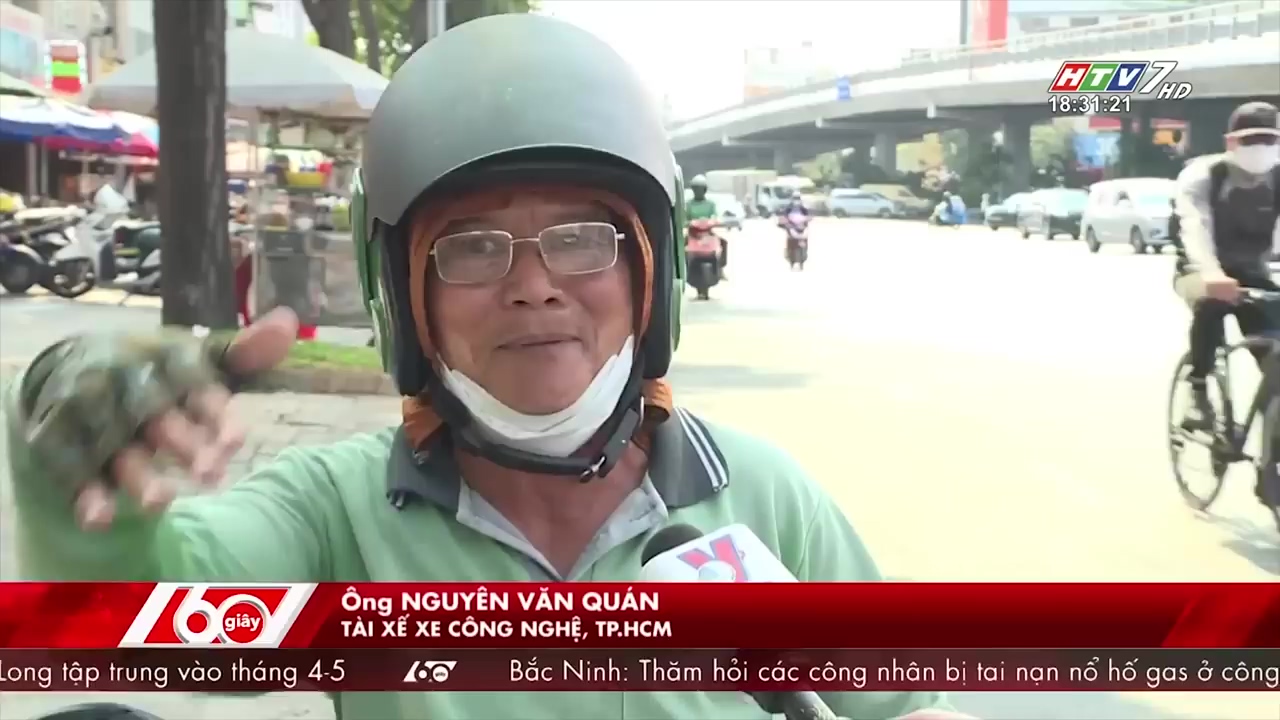 HTV7 HD
18:31:21
60 giây
Ông NGUYÊN VĂN QUÁN
TÀI XẾ XE CÔNG NGHỆ, TP.HCM
Long tập trung vào tháng 4-5 60 Bắc Ninh: Thăm hỏi các công nhân bị tai nạn nổ hố gas ở công